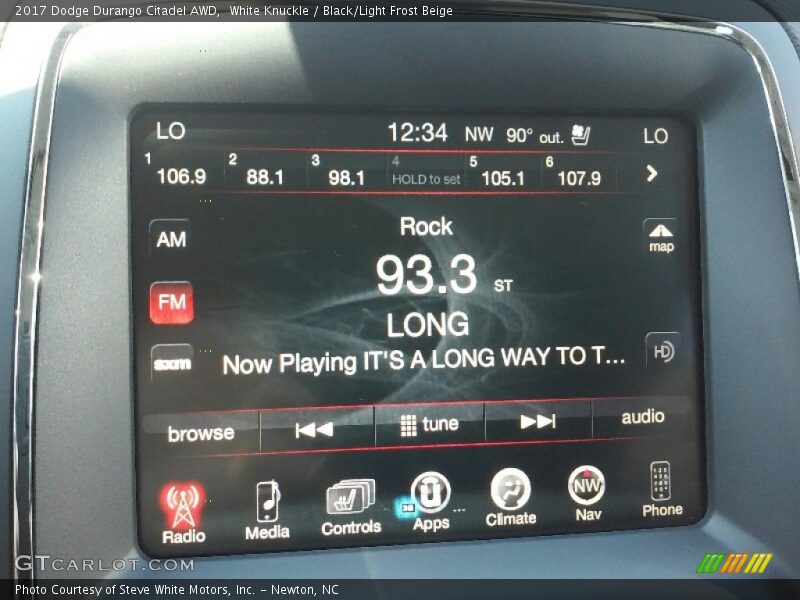 2017 Dodge Durango Citadel AWD, White Knuckle / Black/Light Frost Beige
LO 12:34 NW 90° out. LO
1 106.9 2 88.1 3 98.1 4 HOLD to set 5 105.1 6 107.9
Rock
AM map
93.3 ST
FM
LONG
sxm Now Playing IT'S A LONG WAY TO T... HD
browse tune audio
Radio Media Controls Apps ... Climate NW Nav Phone
GTCARLOT.COM
Photo Courtesy of Steve White Motors, Inc. – Newton, NC